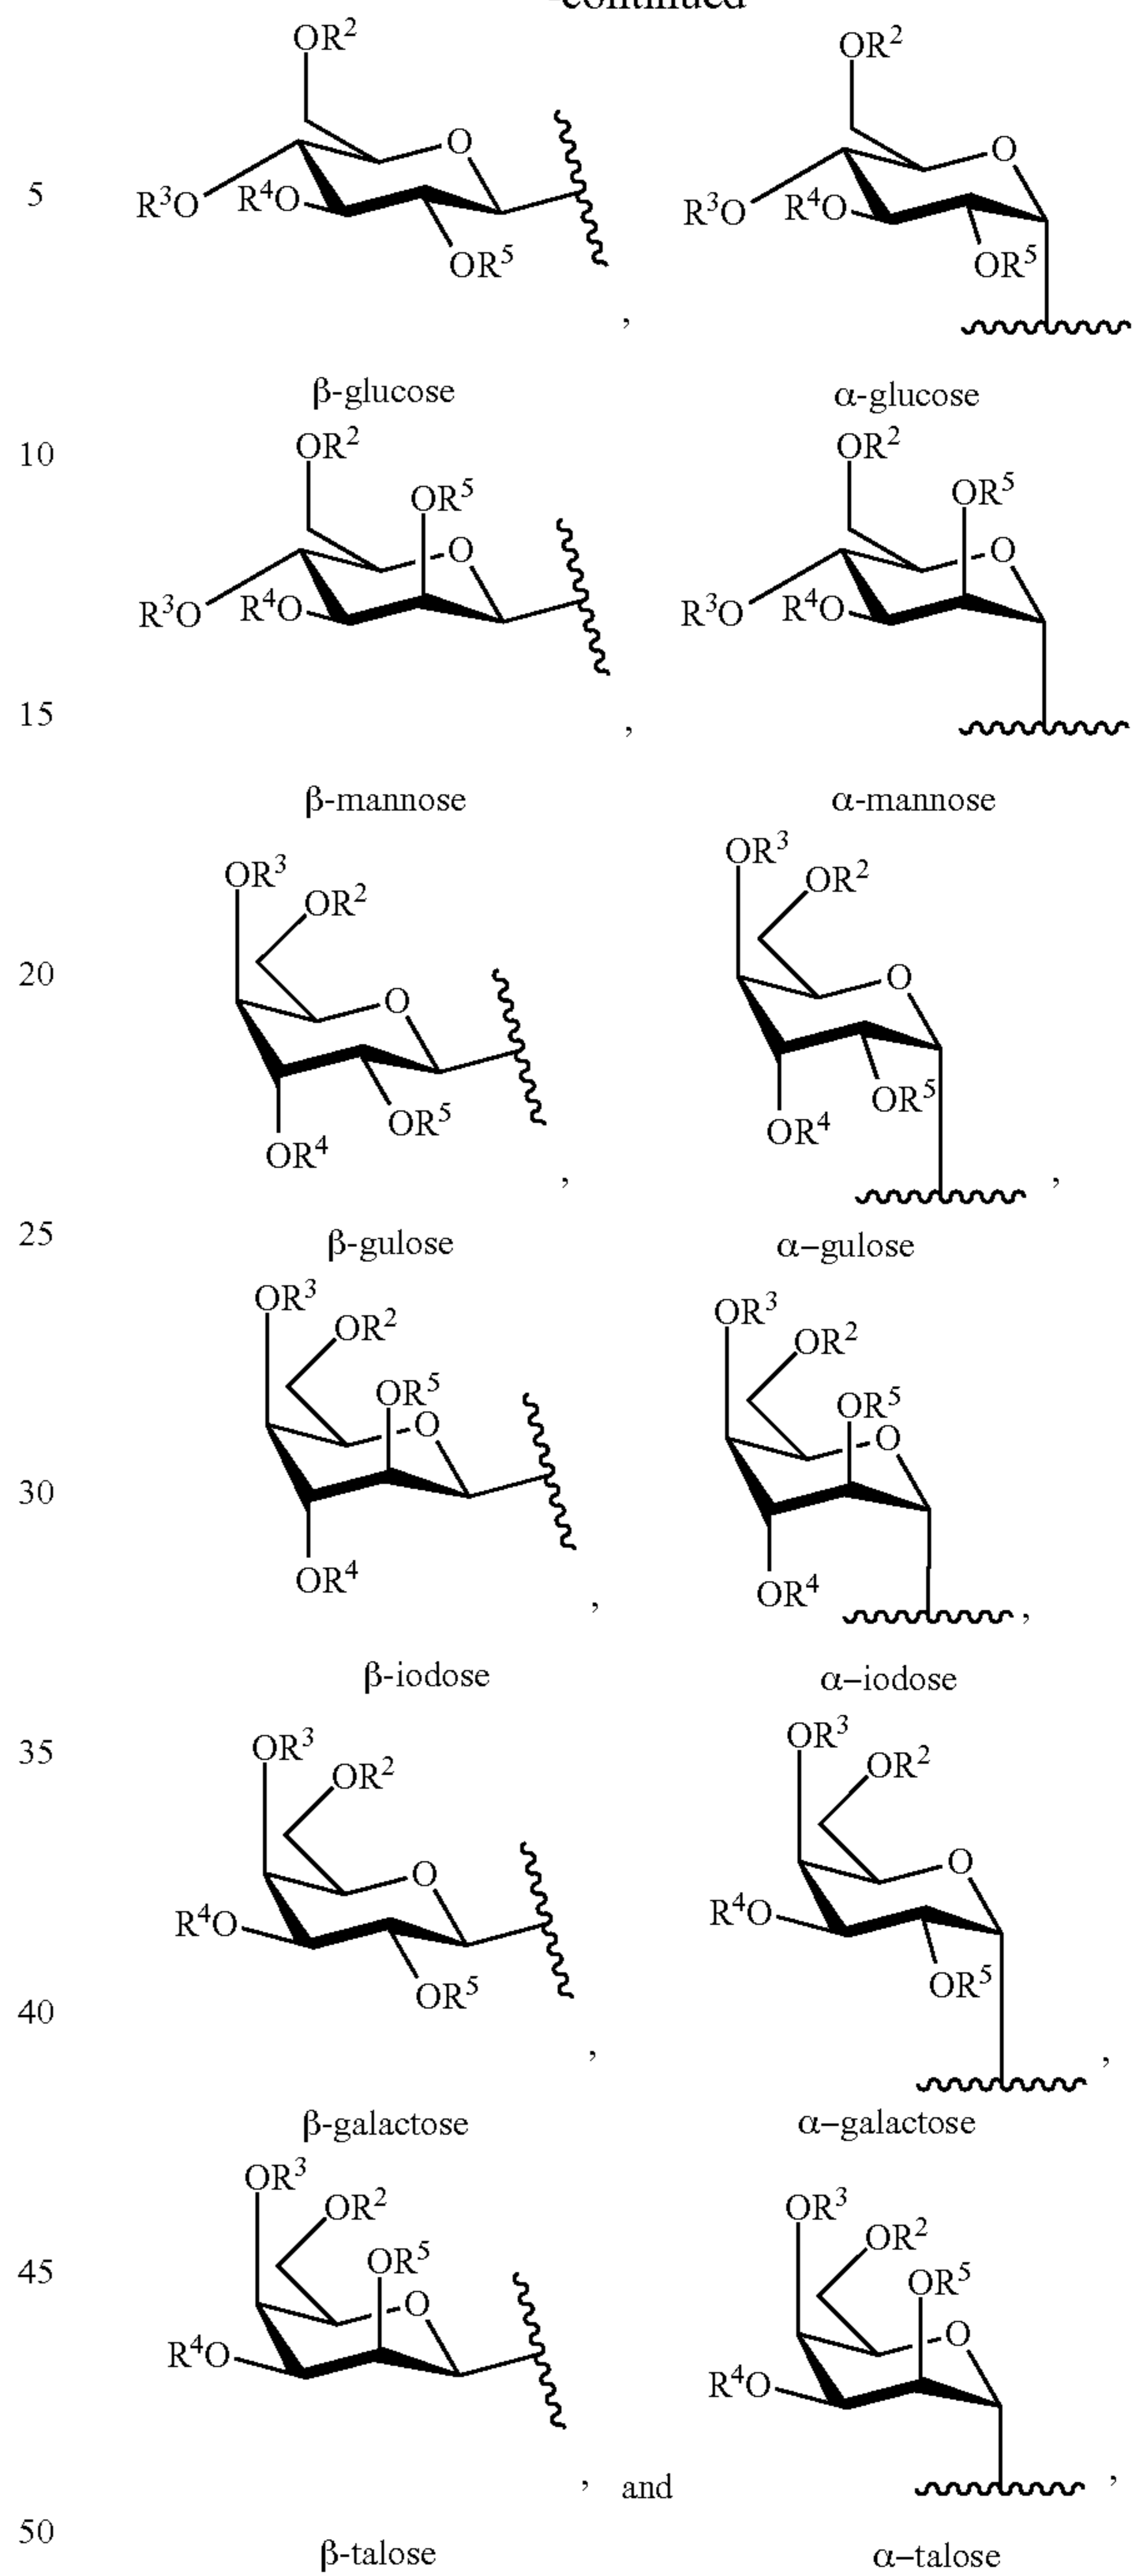 -continued
OR² OR²
O O
5 R³O R⁴O R³O R⁴O
OR⁵ , OR⁵
β-glucose α-glucose
10 OR² OR²
OR⁵ OR⁵
O O
R³O R⁴O R³O R⁴O
15 ,
β-mannose α-mannose
OR³ OR³
OR² OR²
20 O O
OR⁵ OR⁵
OR⁴ , OR⁴ ,
25 β-gulose α–gulose
OR³ OR³
OR² OR²
OR⁵ OR⁵
O O
30
OR⁴ , OR⁴ ,
β-iodose α–iodose
35 OR³ OR³
OR² OR²
O O
R⁴O R⁴O
OR⁵ OR⁵
40 , ,
β-galactose α–galactose
OR³ OR³
OR² OR²
45 OR⁵ OR⁵
O O
R⁴O R⁴O
, and ,
50 β-talose α–talose